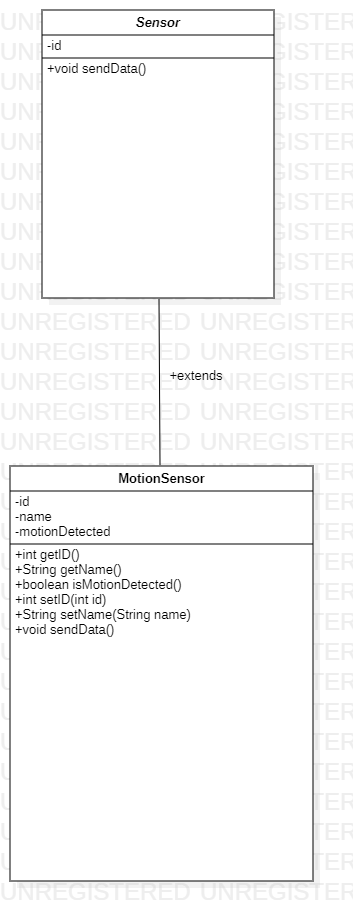 Sensor
-id
+void sendData()
+extends
MotionSensor
-id
-name
-motionDetected
+int getID()
+String getName()
+boolean isMotionDetected()
+int setID(int id)
+String setName(String name)
+void sendData()
UNREGISTERED UNREGISTERED